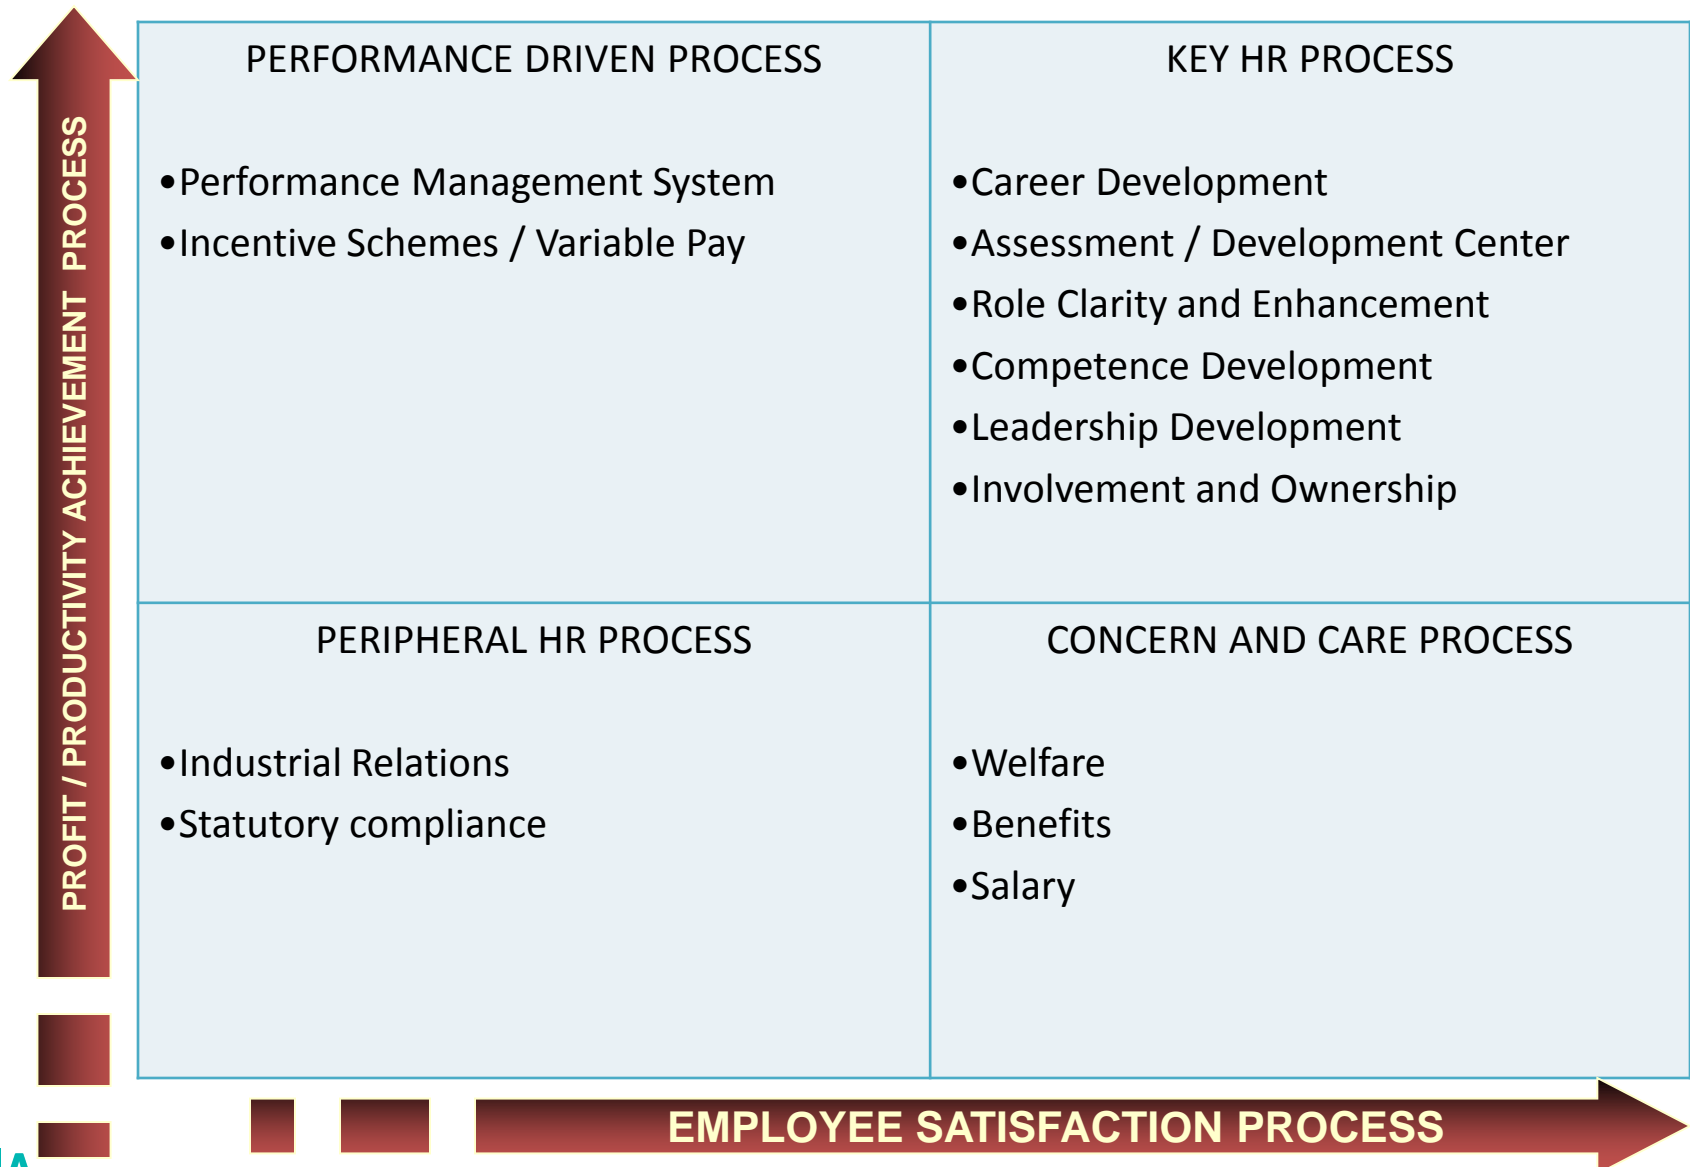 PROFIT / PRODUCTIVITY ACHIEVEMENT PROCESS
PERFORMANCE DRIVEN PROCESS
•Performance Management System
•Incentive Schemes / Variable Pay
KEY HR PROCESS
•Career Development
•Assessment / Development Center
•Role Clarity and Enhancement
•Competence Development
•Leadership Development
•Involvement and Ownership
PERIPHERAL HR PROCESS
•Industrial Relations
•Statutory compliance
CONCERN AND CARE PROCESS
•Welfare
•Benefits
•Salary
EMPLOYEE SATISFACTION PROCESS